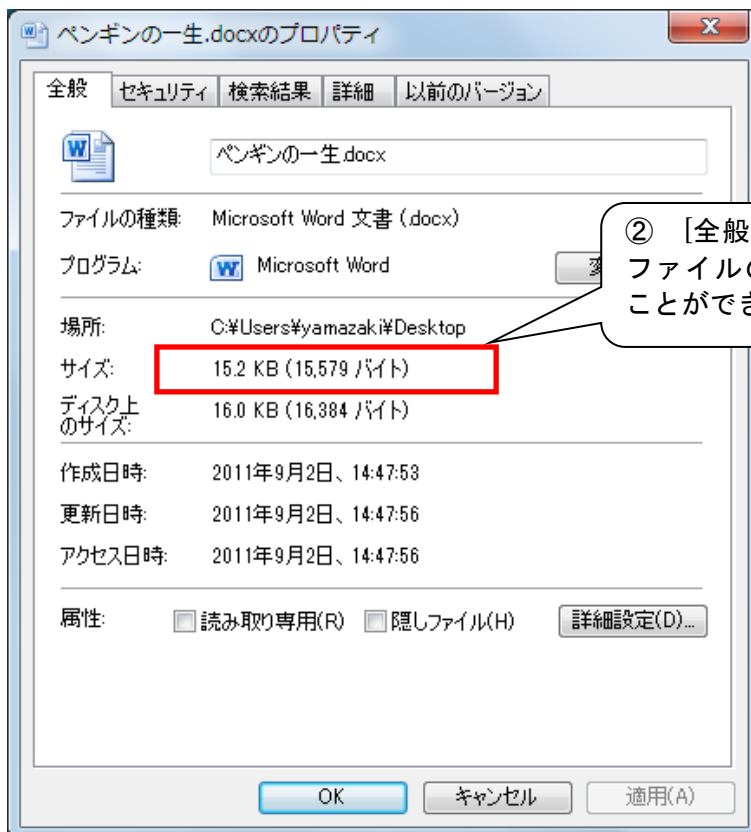 ペンギンの一生.docxのプロパティ
全般 セキュリティ 検索結果 詳細 以前のバージョン
ペンギンの一生.docx
ファイルの種類: Microsoft Word 文書 (.docx)
プログラム: Microsoft Word
② [全般
ファイルの
ことができ
場所: C:¥Users¥yamazaki¥Desktop
サイズ: 15.2 KB (15,579 バイト)
ディスク上
のサイズ: 16.0 KB (16,384 バイト)
作成日時: 2011年9月2日、14:47:53
更新日時: 2011年9月2日、14:47:56
アクセス日時: 2011年9月2日、14:47:56
属性: 読み取り専用(R) 隠しファイル(H) 詳細設定(D)...
OK キャンセル 適用(A)